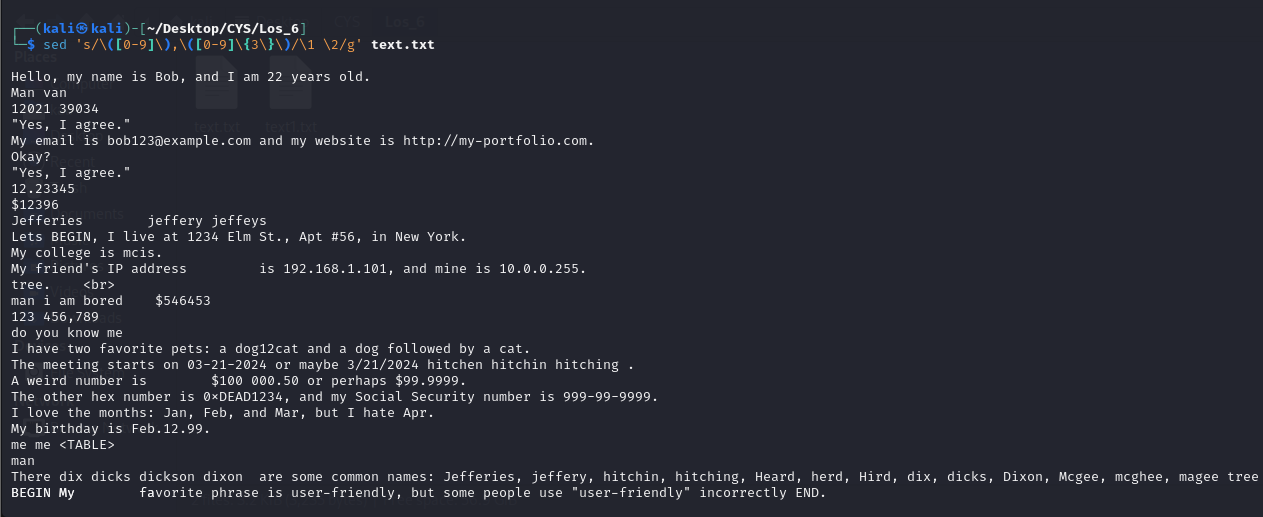 ┌──(kali㉿kali)-[~/Desktop/CYS/Los_6]
└─$ sed 's/\([0-9]\),\([0-9]\{3\}\)/\1 \2/g' text.txt
Hello, my name is Bob, and I am 22 years old.
Man van
12021 39034
"Yes, I agree."
My email is bob123@example.com and my website is http://my-portfolio.com.
Okay?
"Yes, I agree."
12.23345
$12396
Jefferies        jeffery jeffeys
Lets BEGIN, I live at 1234 Elm St., Apt #56, in New York.
My college is mcis.
My friend's IP address         is 192.168.1.101, and mine is 10.0.0.255.
tree.    <br>
man i am bored    $546453
123 456,789
do you know me
I have two favorite pets: a dog12cat and a dog followed by a cat.
The meeting starts on 03-21-2024 or maybe 3/21/2024 hitchen hitchin hitching .
A weird number is        $100 000.50 or perhaps $99.9999.
The other hex number is 0×DEAD1234, and my Social Security number is 999-99-9999.
I love the months: Jan, Feb, and Mar, but I hate Apr.
My birthday is Feb.12.99.
me me <TABLE>
man
There dix dicks dickson dixon  are some common names: Jefferies, jeffery, hitchin, hitching, Heard, herd, Hird, dix, dicks, Dixon, Mcgee, mcghee, magee tree
BEGIN My        favorite phrase is user-friendly, but some people use "user-friendly" incorrectly END.